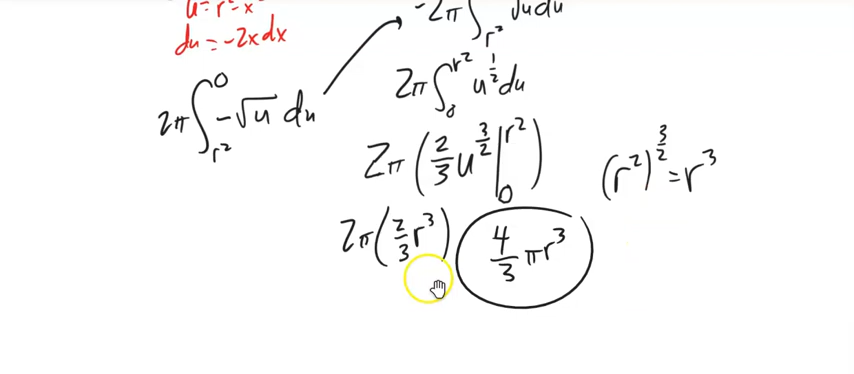 u = r² - x²
du = -2x dx
2π ∫_{r²}^{0} -√u du
-2π ∫_{r²} √u du
2π ∫_{0}^{r²} u^{1/2} du
2π (2/3 u^{3/2} |_{0}^{r²})
(r²)^{3/2} = r³
2π (2/3 r³)
4/3 πr³